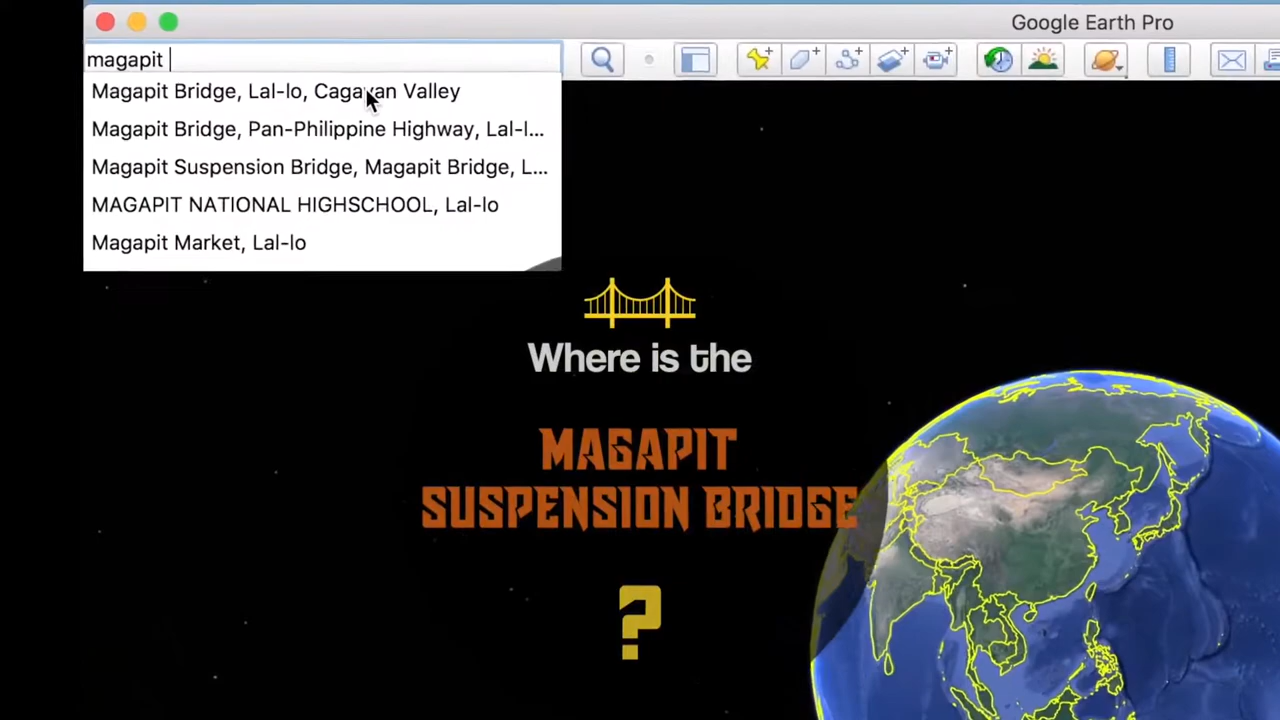 Google Earth Pro
magapit
Magapit Bridge, Lal-lo, Cagayan Valley
Magapit Bridge, Pan-Philippine Highway, Lal-l...
Magapit Suspension Bridge, Magapit Bridge, L...
MAGAPIT NATIONAL HIGHSCHOOL, Lal-lo
Magapit Market, Lal-lo
Where is the
MAGAPIT
SUSPENSION BRIDGE
?